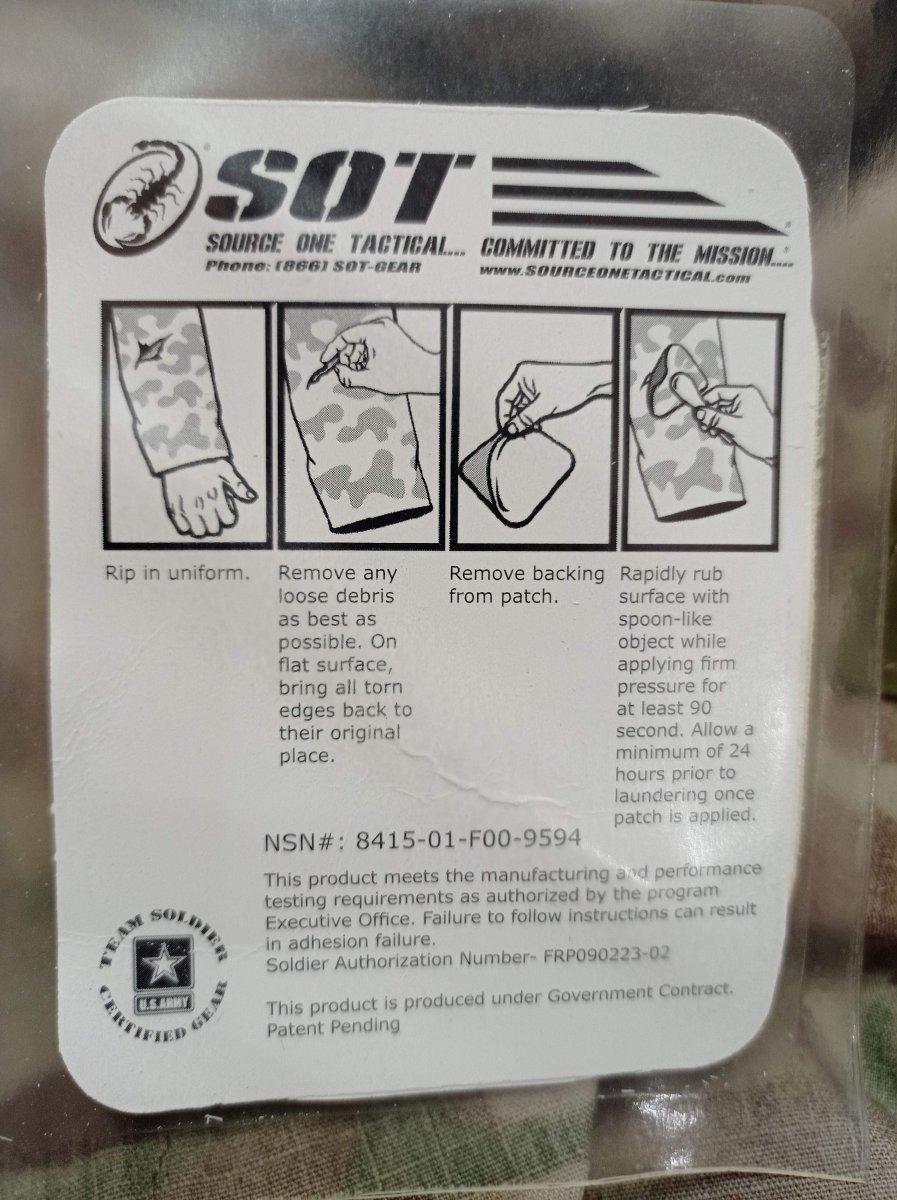 SOT
SOURCE ONE TACTICAL.... COMMITTED TO THE MISSION....
Phone: (866) SOT-GEAR www.SOURCEONETACTICAL.com
Rip in uniform.
Remove any
loose debris
as best as
possible. On
flat surface,
bring all torn
edges back to
their original
place.
Remove backing
from patch.
Rapidly rub
surface with
spoon-like
object while
applying firm
pressure for
at least 90
second. Allow a
minimum of 24
hours prior to
laundering once
patch is applied.
NSN#: 8415-01-F00-9594
This product meets the manufacturing and performance
testing requirements as authorized by the program
Executive Office. Failure to follow instructions can result
in adhesion failure.
Soldier Authorization Number- FRP090223-02
This product is produced under Government Contract.
Patent Pending
TEAM SOLDIER
U.S. ARMY
CERTIFIED GEAR